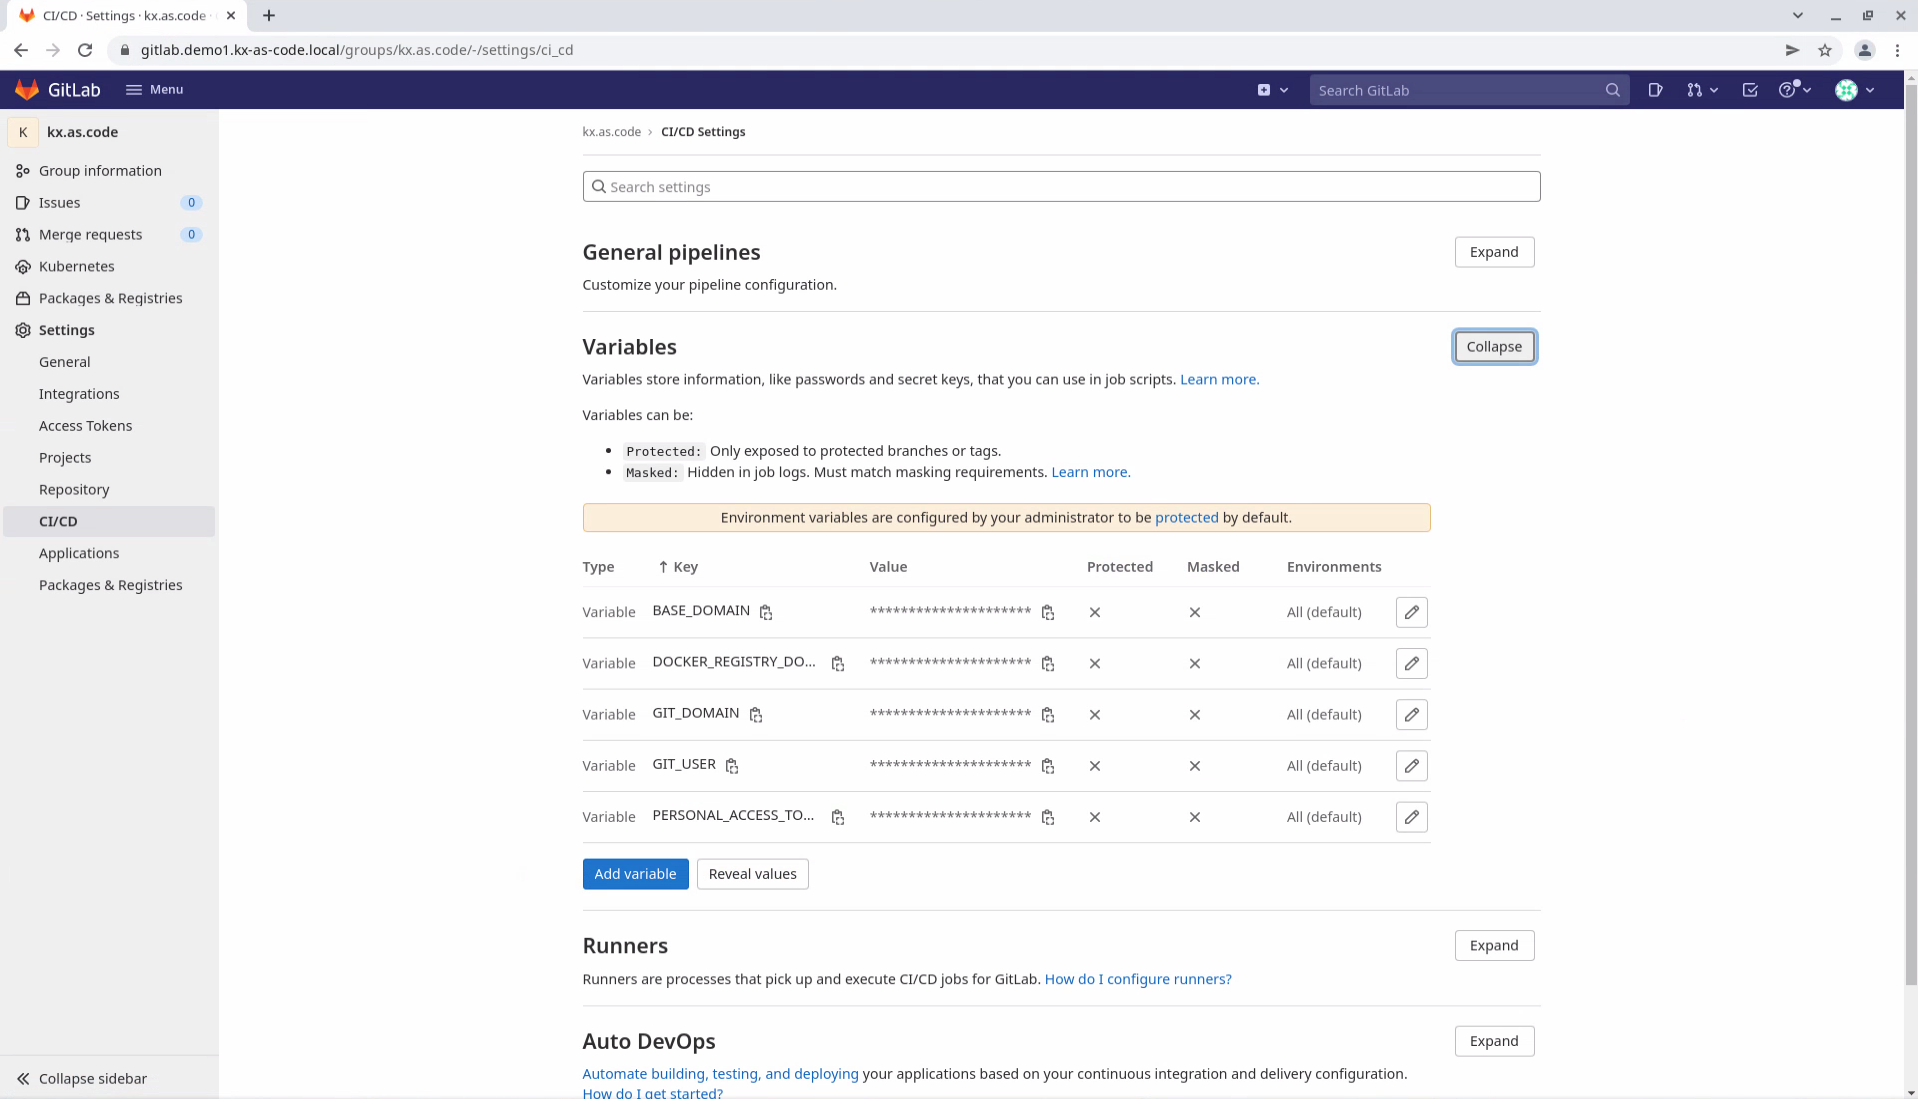 CI/CD · Settings · kx.as.code ·
gitlab.demo1.kx-as-code.local/groups/kx.as.code/-/settings/ci_cd
GitLab
Menu
Search GitLab
K
kx.as.code
Group information
Issues 0
Merge requests 0
Kubernetes
Packages & Registries
Settings
General
Integrations
Access Tokens
Projects
Repository
CI/CD
Applications
Packages & Registries
Collapse sidebar
kx.as.code › CI/CD Settings
Search settings
General pipelines
Expand
Customize your pipeline configuration.
Variables
Collapse
Variables store information, like passwords and secret keys, that you can use in job scripts. Learn more.
Variables can be:
• Protected: Only exposed to protected branches or tags.
• Masked: Hidden in job logs. Must match masking requirements. Learn more.
Environment variables are configured by your administrator to be protected by default.
Type ↑ Key Value Protected Masked Environments
Variable BASE_DOMAIN ********************* All (default)
Variable DOCKER_REGISTRY_DO... ********************* All (default)
Variable GIT_DOMAIN ********************* All (default)
Variable GIT_USER ********************* All (default)
Variable PERSONAL_ACCESS_TO... ********************* All (default)
Add variable Reveal values
Runners
Expand
Runners are processes that pick up and execute CI/CD jobs for GitLab. How do I configure runners?
Auto DevOps
Expand
Automate building, testing, and deploying your applications based on your continuous integration and delivery configuration.
How do I get started?